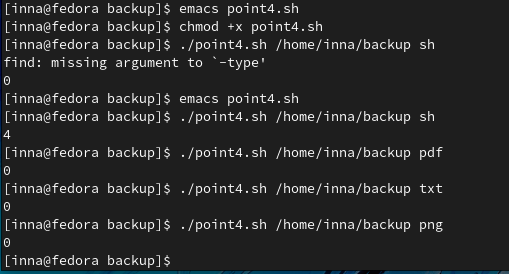 [inna@fedora backup]$ emacs point4.sh
[inna@fedora backup]$ chmod +x point4.sh
[inna@fedora backup]$ ./point4.sh /home/inna/backup sh
find: missing argument to `-type'
0
[inna@fedora backup]$ emacs point4.sh
[inna@fedora backup]$ ./point4.sh /home/inna/backup sh
4
[inna@fedora backup]$ ./point4.sh /home/inna/backup pdf
0
[inna@fedora backup]$ ./point4.sh /home/inna/backup txt
0
[inna@fedora backup]$ ./point4.sh /home/inna/backup png
0
[inna@fedora backup]$